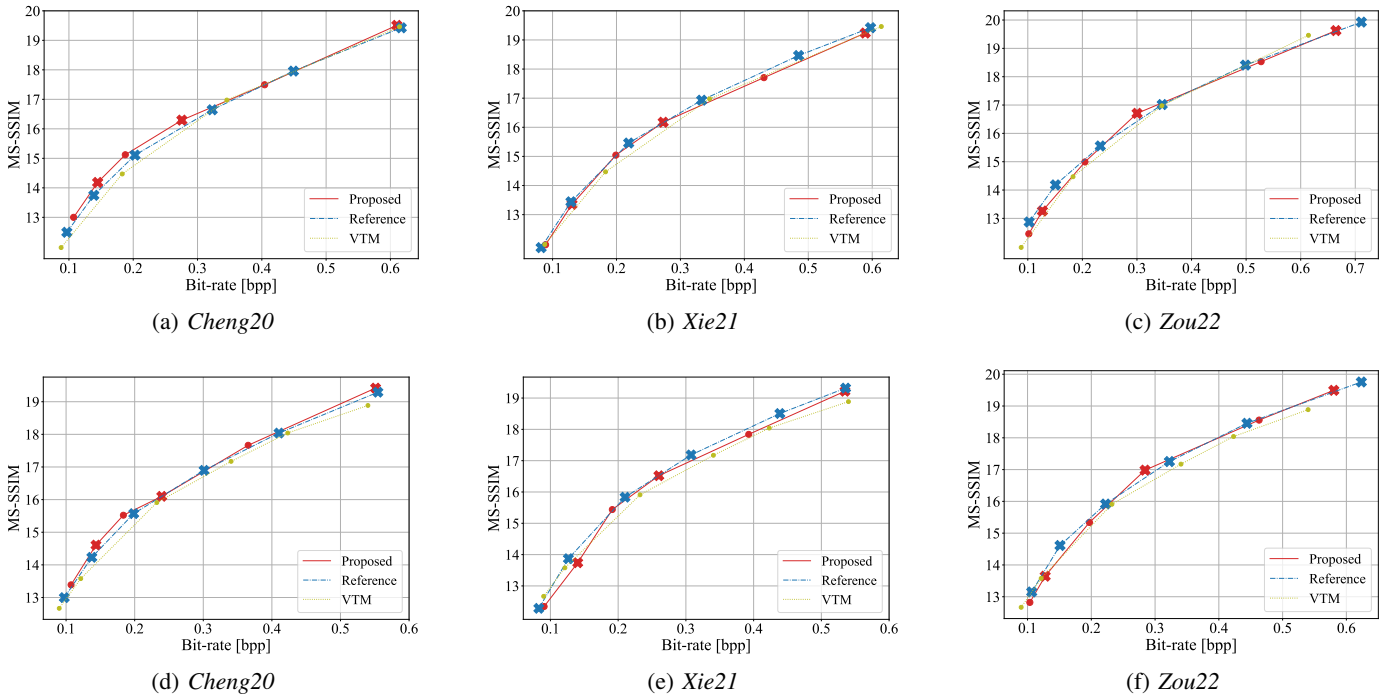 20
19
18
17
16
15
14
13
MS-SSIM
0.1 0.2 0.3 0.4 0.5 0.6
Bit-rate [bpp]
Proposed
Reference
VTM
(a) Cheng20
20
19
18
17
16
15
14
13
MS-SSIM
0.1 0.2 0.3 0.4 0.5 0.6
Bit-rate [bpp]
Proposed
Reference
VTM
(b) Xie21
20
19
18
17
16
15
14
13
MS-SSIM
0.1 0.2 0.3 0.4 0.5 0.6 0.7
Bit-rate [bpp]
Proposed
Reference
VTM
(c) Zou22
19
18
17
16
15
14
13
MS-SSIM
0.1 0.2 0.3 0.4 0.5 0.6
Bit-rate [bpp]
Proposed
Reference
VTM
(d) Cheng20
19
18
17
16
15
14
13
MS-SSIM
0.1 0.2 0.3 0.4 0.5 0.6
Bit-rate [bpp]
Proposed
Reference
VTM
(e) Xie21
20
19
18
17
16
15
14
13
MS-SSIM
0.1 0.2 0.3 0.4 0.5 0.6
Bit-rate [bpp]
Proposed
Reference
VTM
(f) Zou22